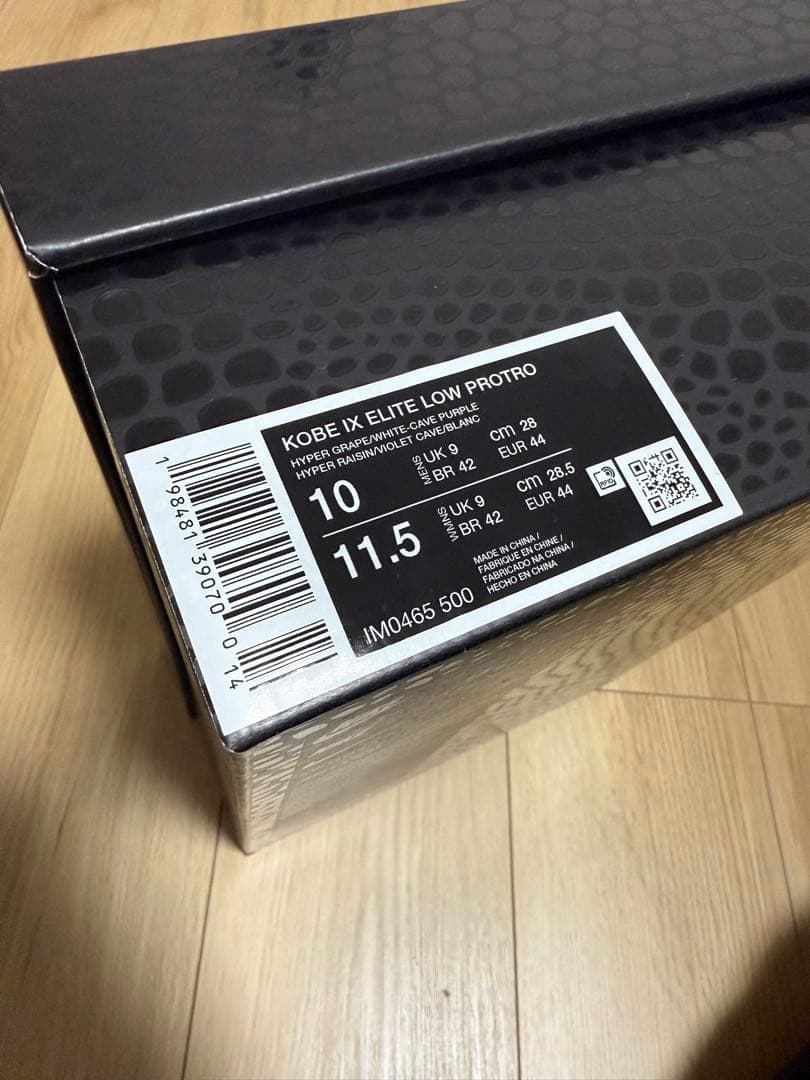 KOBE IX ELITE LOW PROTRO
HYPER GRAPE/WHITE-CAVE PURPLE
HYPER RAISIN/VIOLET CAVE/BLANC
10 MENS UK 9 cm 28
BR 42 EUR 44
11.5 WMNS UK 9 cm 28.5
BR 42 EUR 44
IM0465 500
MADE IN CHINA /
FABRIQUE EN CHINE /
FABRICADO NA CHINA /
HECHO EN CHINA
1 98481 39070 0 14
RFID